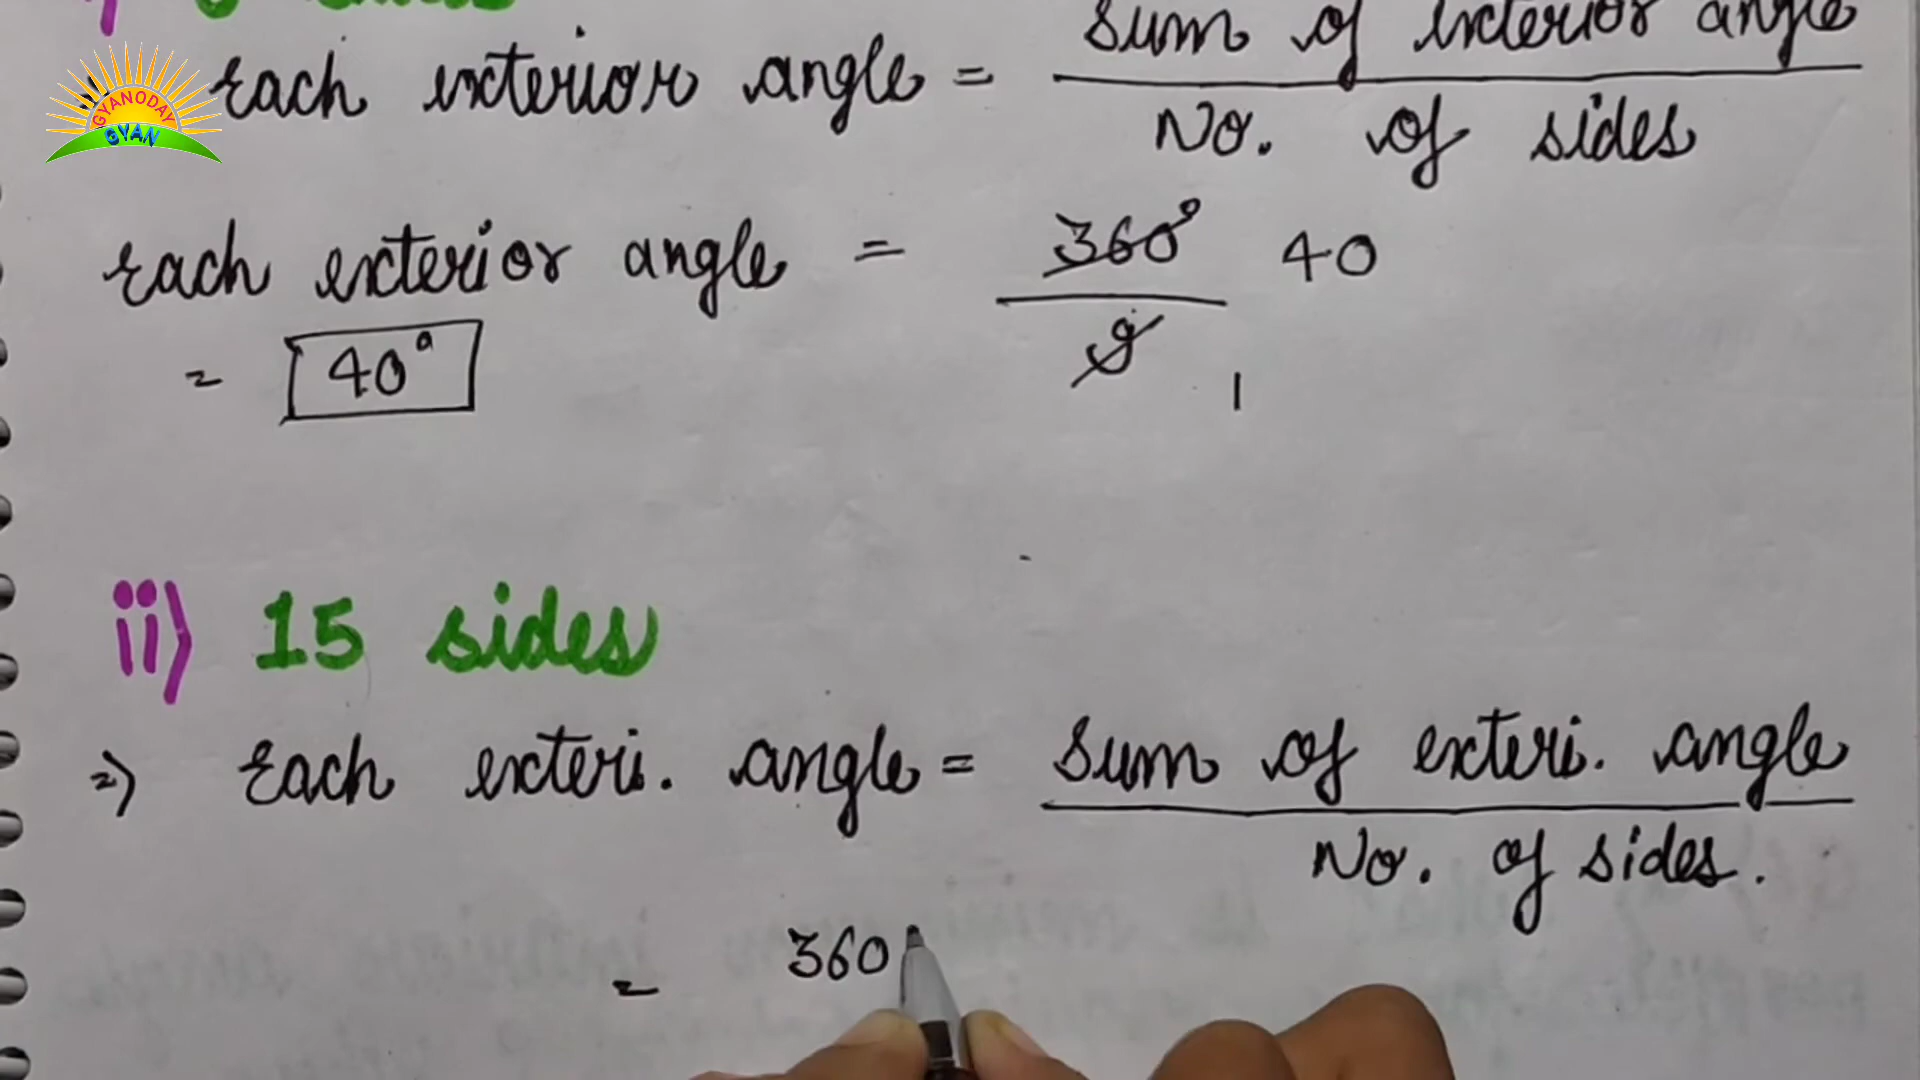 Sum of exterior angle
Each exterior angle =
No. of sides
GYANODAY
GYAN
Each exterior angle = 360° 40
9 1
= 40°
ii) 15 sides
=> Each exteri. angle = Sum of exteri. angle
No. of sides.
= 360